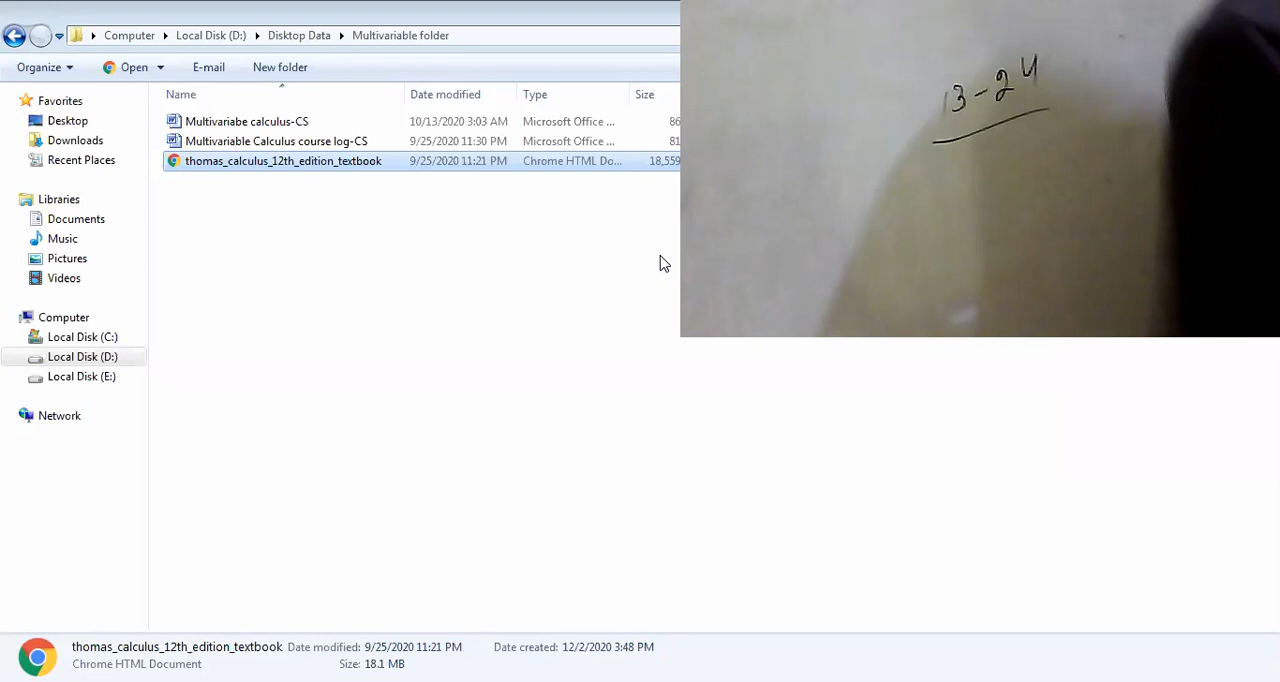 Computer Local Disk (D:) Disktop Data Multivariable folder
Organize Open E-mail New folder
Name Date modified Type Size
Favorites
Desktop
Downloads
Recent Places
Libraries
Documents
Music
Pictures
Videos
Computer
Local Disk (C:)
Local Disk (D:)
Local Disk (E:)
Network
Multivariabe calculus-CS 10/13/2020 3:03 AM Microsoft Office ... 86
Multivariable Calculus course log-CS 9/25/2020 11:30 PM Microsoft Office ... 81
thomas_calculus_12th_edition_textbook 9/25/2020 11:21 PM Chrome HTML Do... 18,559
13-24
thomas_calculus_12th_edition_textbook Date modified: 9/25/2020 11:21 PM Date created: 12/2/2020 3:48 PM
Chrome HTML Document Size: 18.1 MB